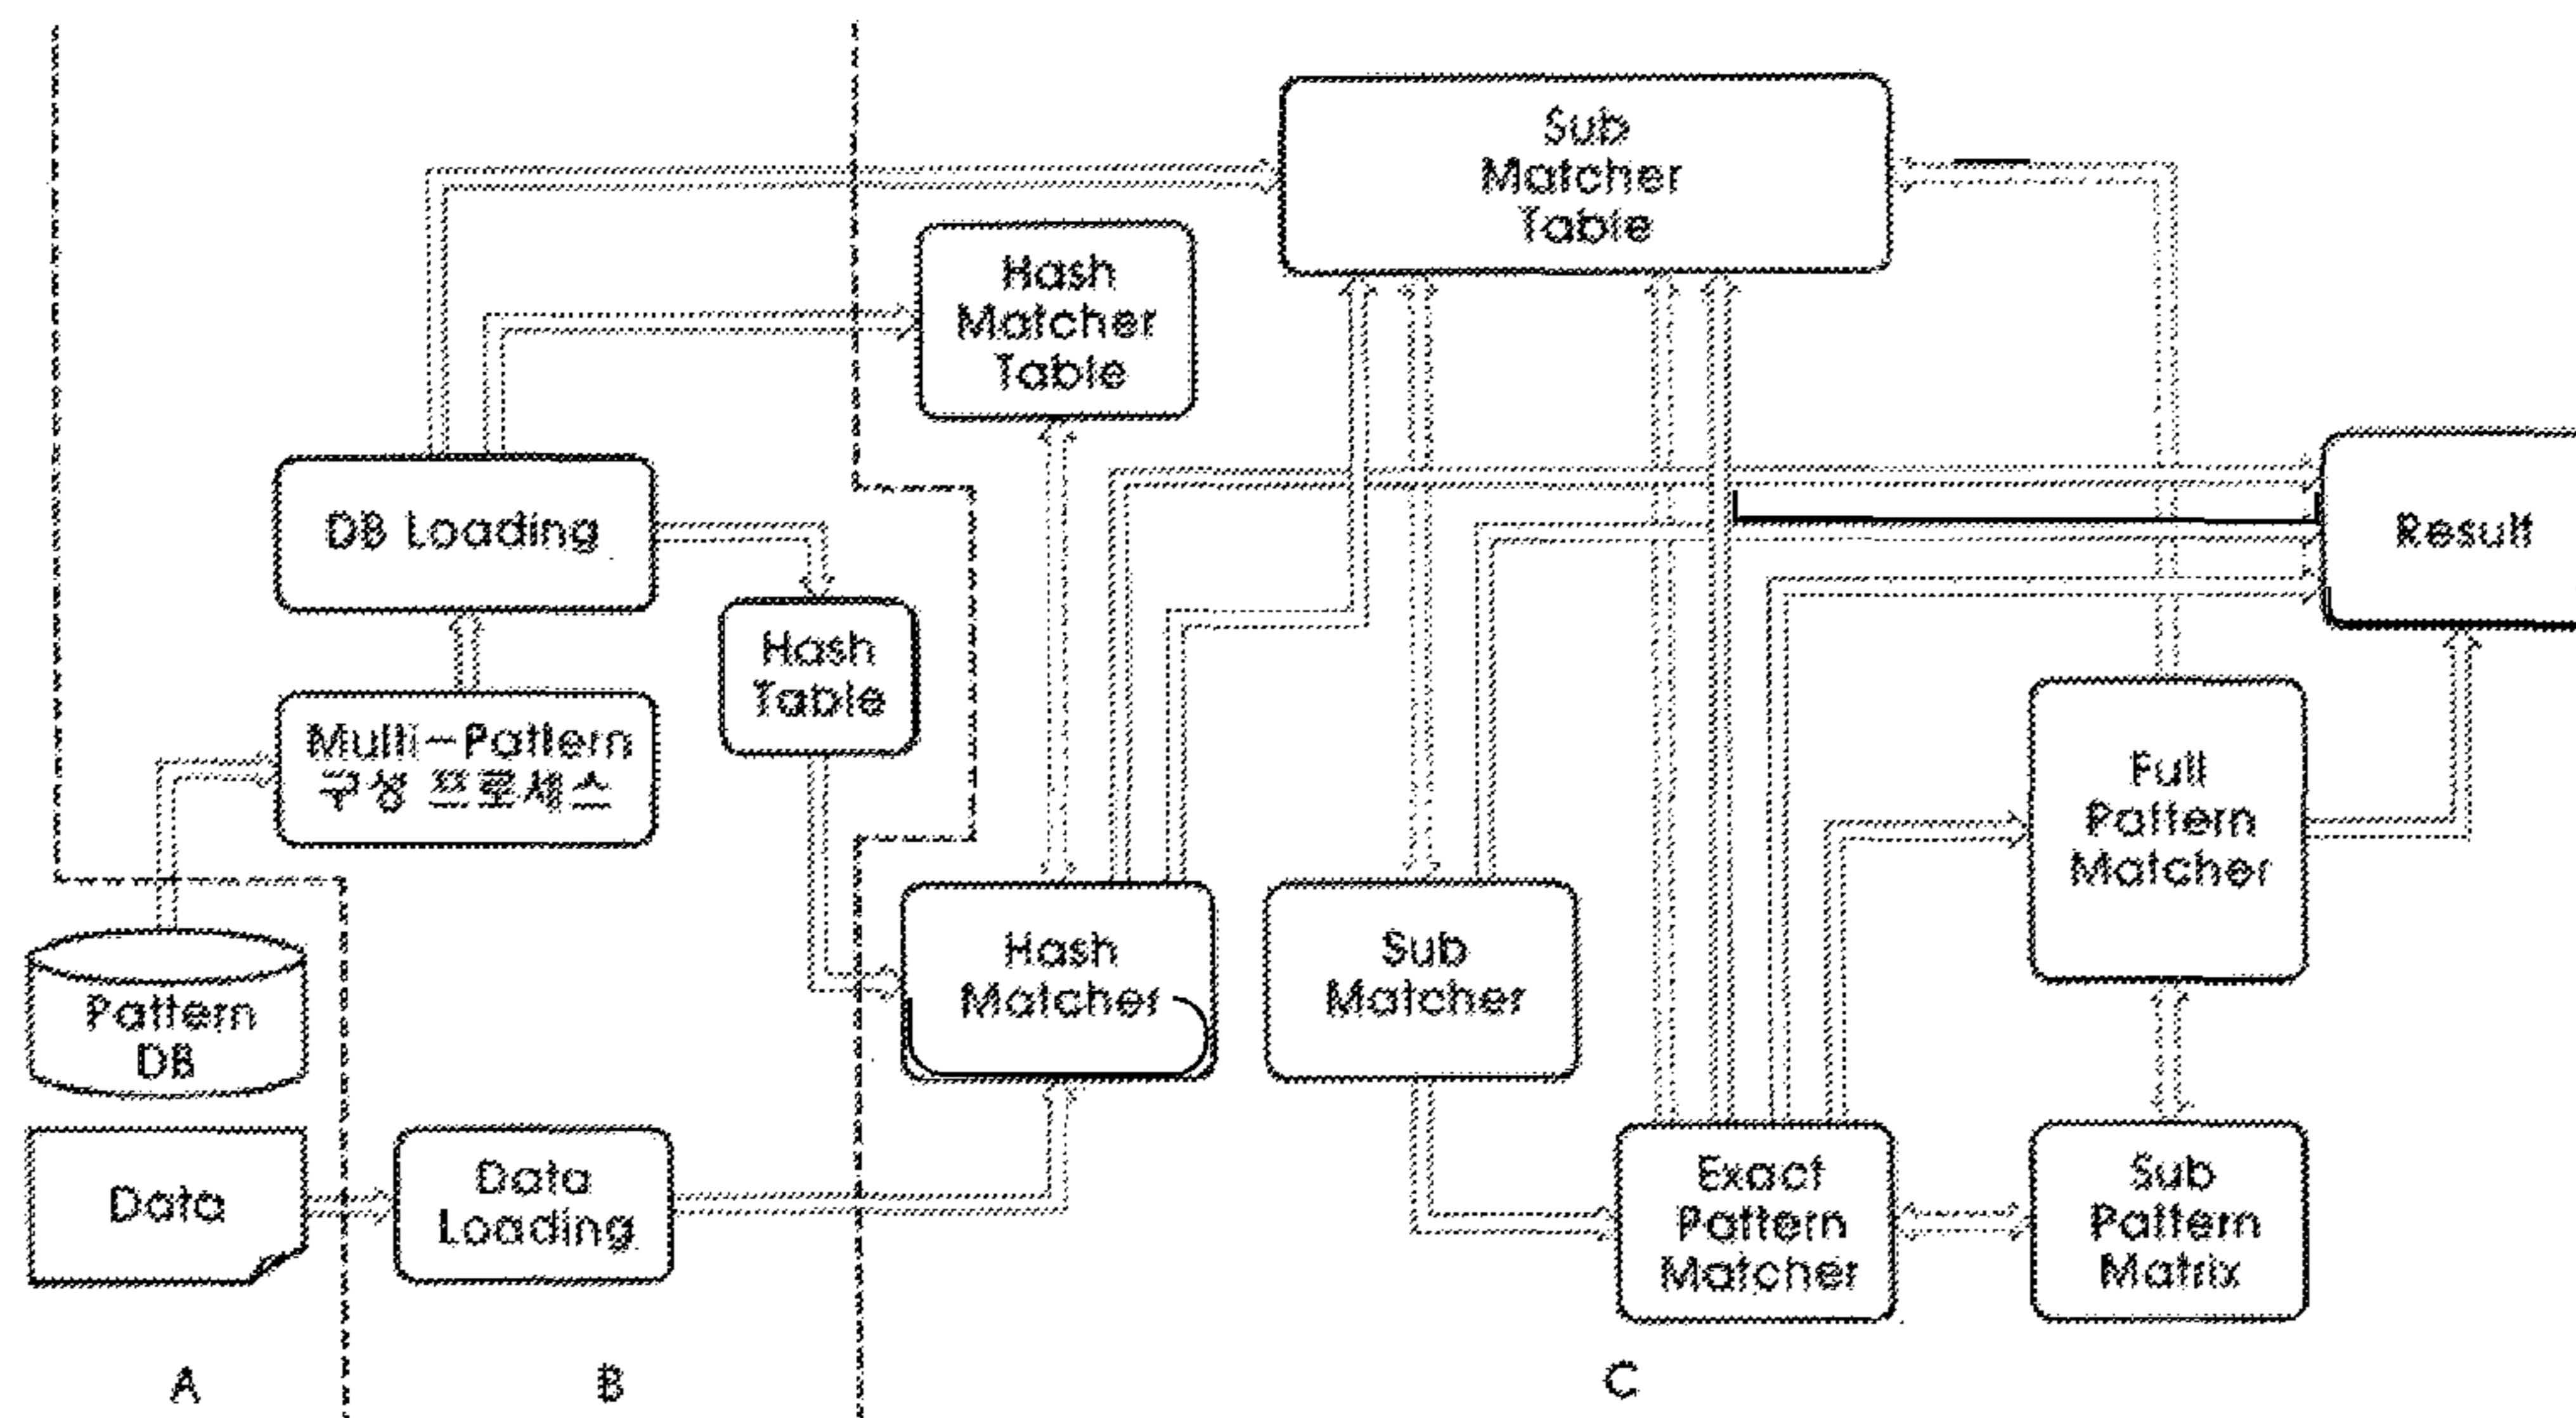 Sub
Matcher
Table
Hash
Matcher
Table
DB Loading
Result
Hash
Table
Multi-Pattern
구성 프로세스
Full
Pattern
Matcher
Hash
Matcher
Sub
Matcher
Pattern
DB
Data
Data
Loading
Exact
Pattern
Matcher
Sub
Pattern
Matrix
A
B
C